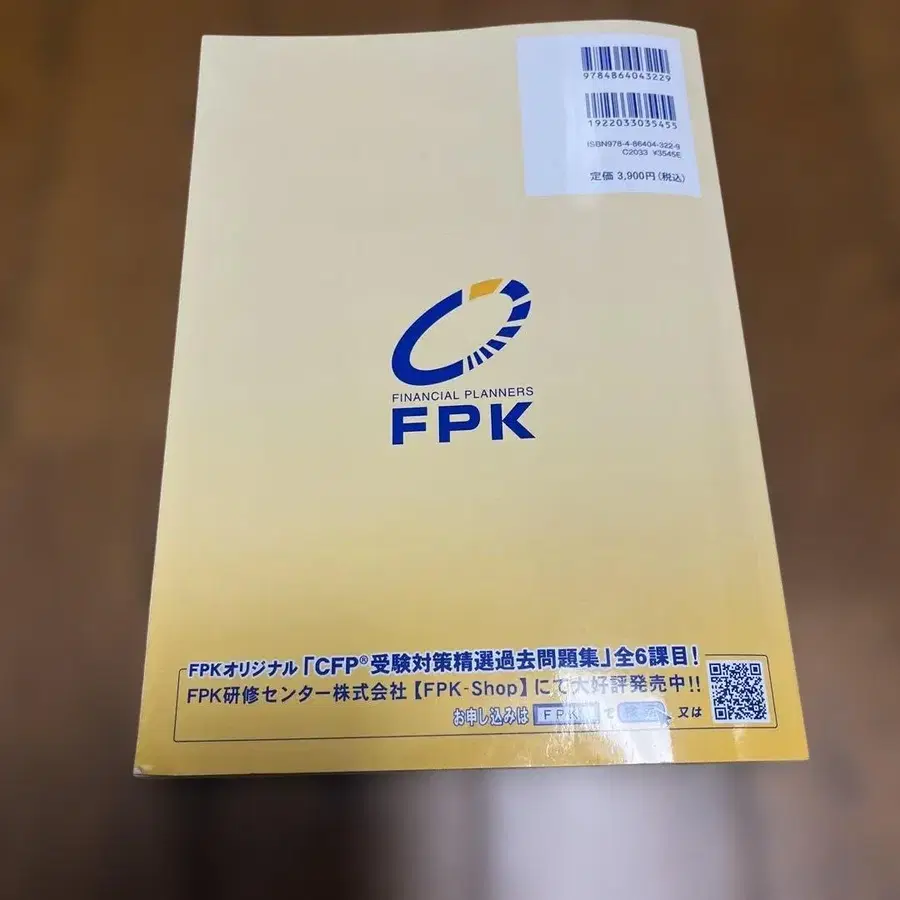 9784864043229
1922033035455
ISBN978-4-86404-322-9
C2033 ¥3545E
定価 3,900円(税込)
FINANCIAL PLANNERS
FPK
FPKオリジナル「CFP®受験対策精選過去問題集」全6課目!
FPK研修センター株式会社【FPK-Shop】にて大好評発売中!!
お申し込みは FPK で 検索 又は